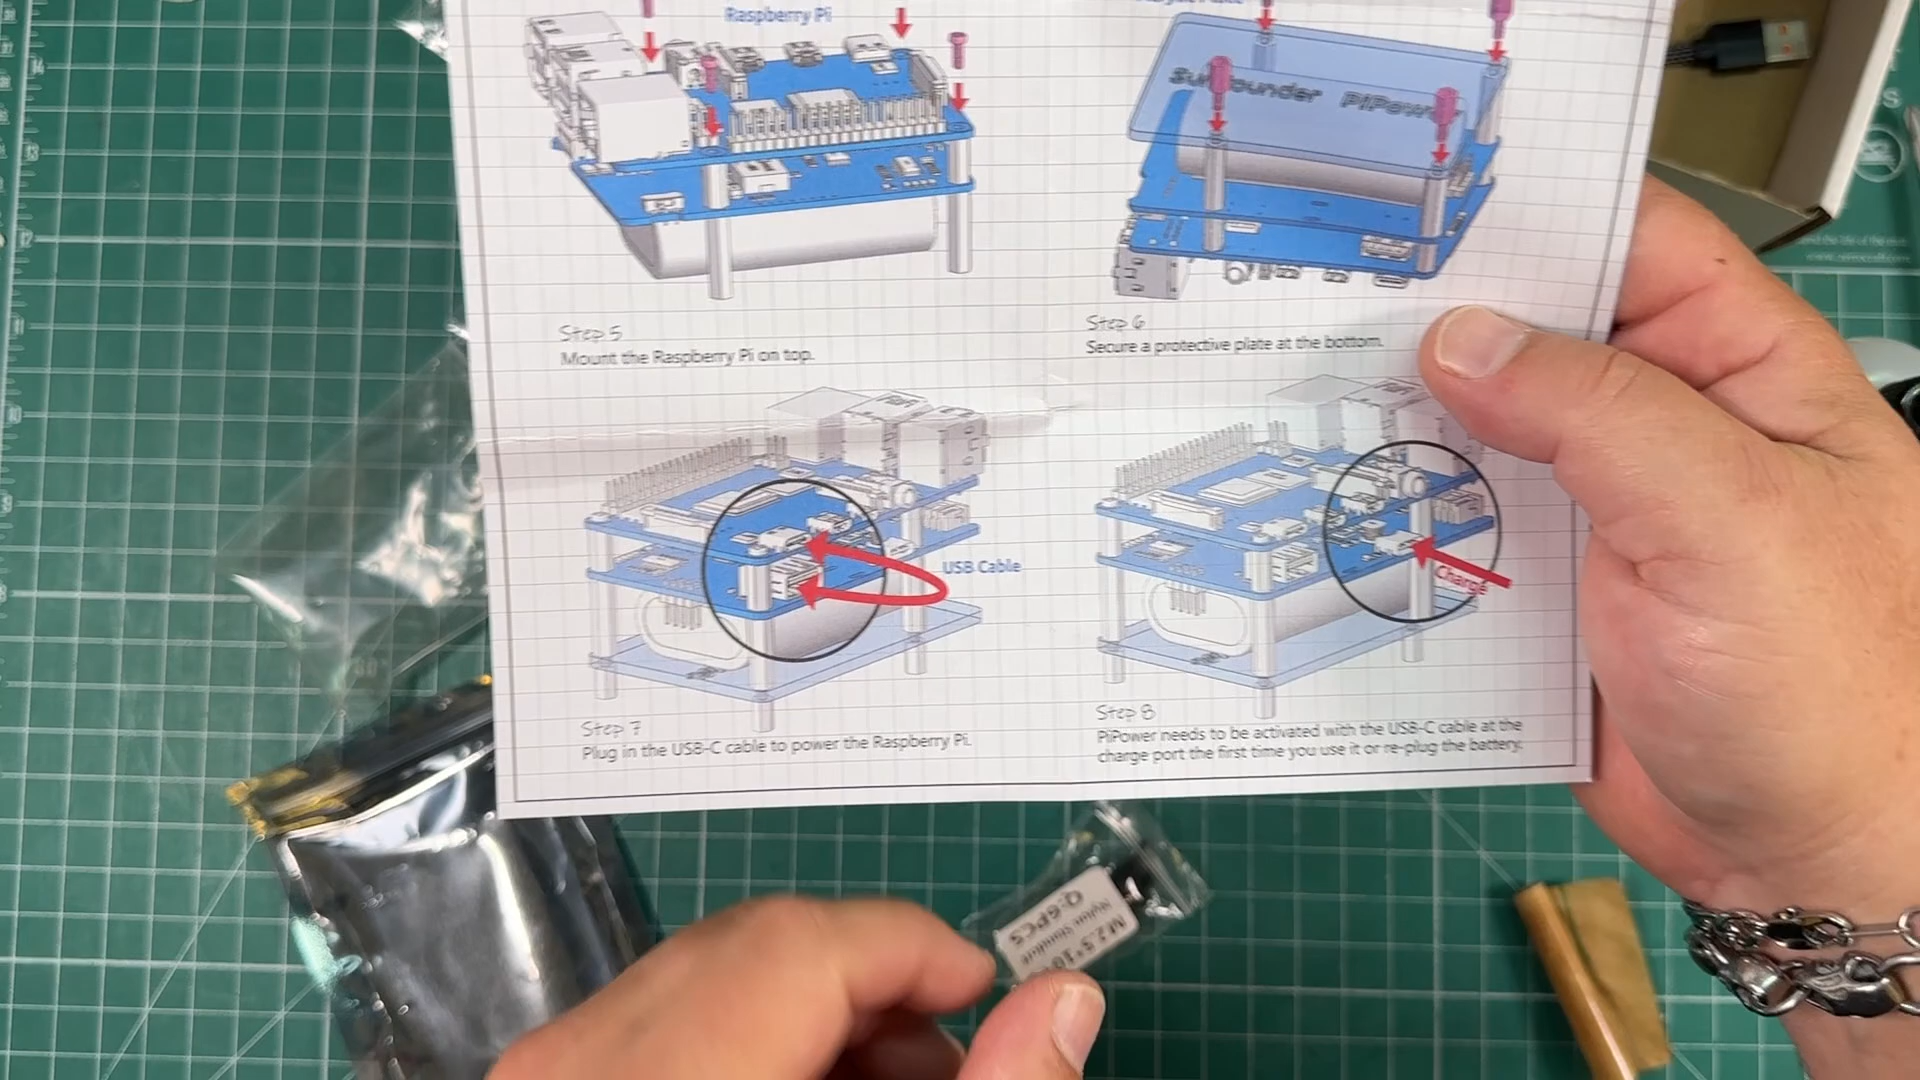 Raspberry Pi
Sunfounder PiPower
Step 5
Mount the Raspberry Pi on top.
Step 6
Secure a protective plate at the bottom.
USB Cable
Charge
Step 7
Plug in the USB-C cable to power the Raspberry Pi.
Step 8
PiPower needs to be activated with the USB-C cable at the
charge port the first time you use it or re-plug the battery.
Q:6PCS